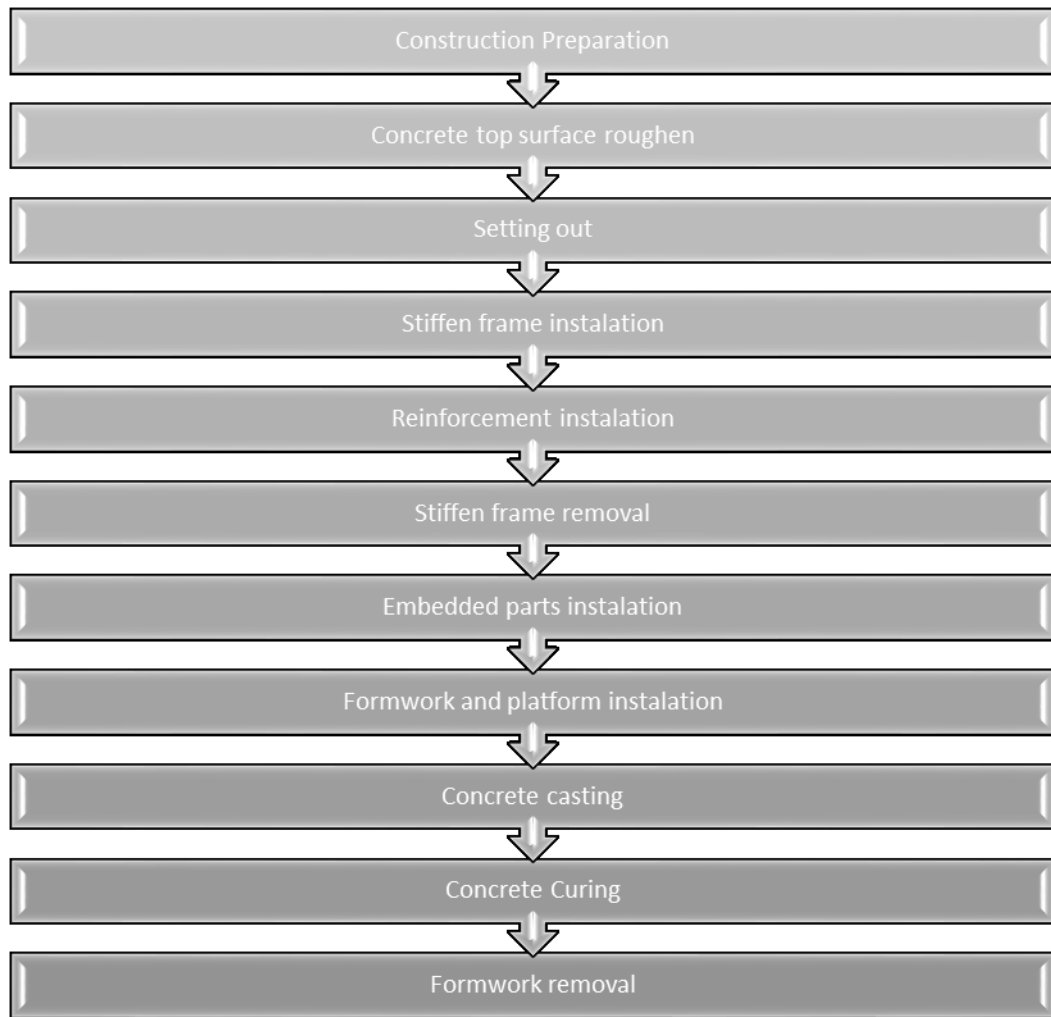 Construction Preparation
Concrete top surface roughen
Setting out
Stiffen frame instalation
Reinforcement instalation
Stiffen frame removal
Embedded parts instalation
Formwork and platform instalation
Concrete casting
Concrete Curing
Formwork removal